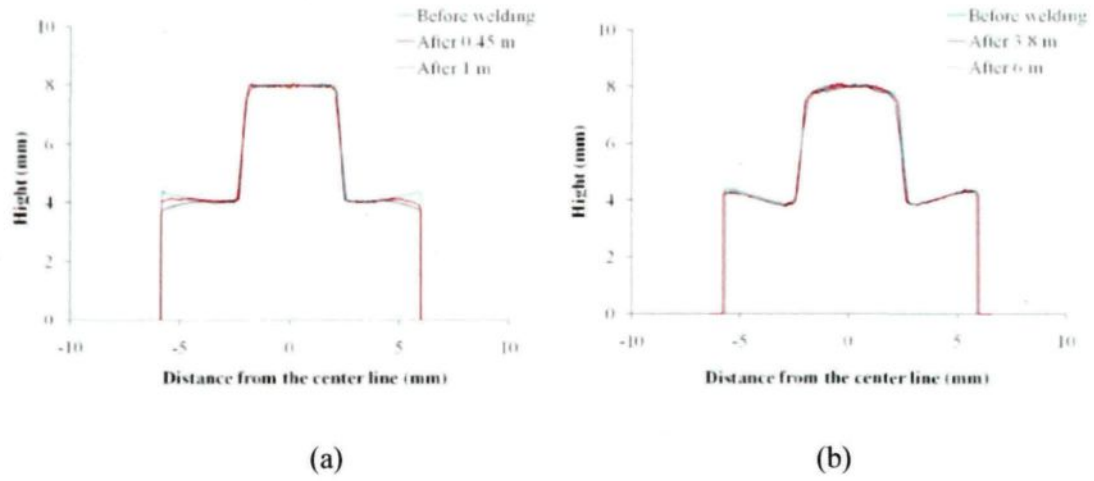 Before welding
After 0.45 m
After 1 m
10
8
6
4
2
0
-10
-5
0
5
10
Hight (mm)
Distance from the center line (mm)
(a)
Before welding
After 3.8 m
After 6 m
10
8
6
4
2
0
-10
-5
0
5
10
Hight (mm)
Distance from the center line (mm)
(b)